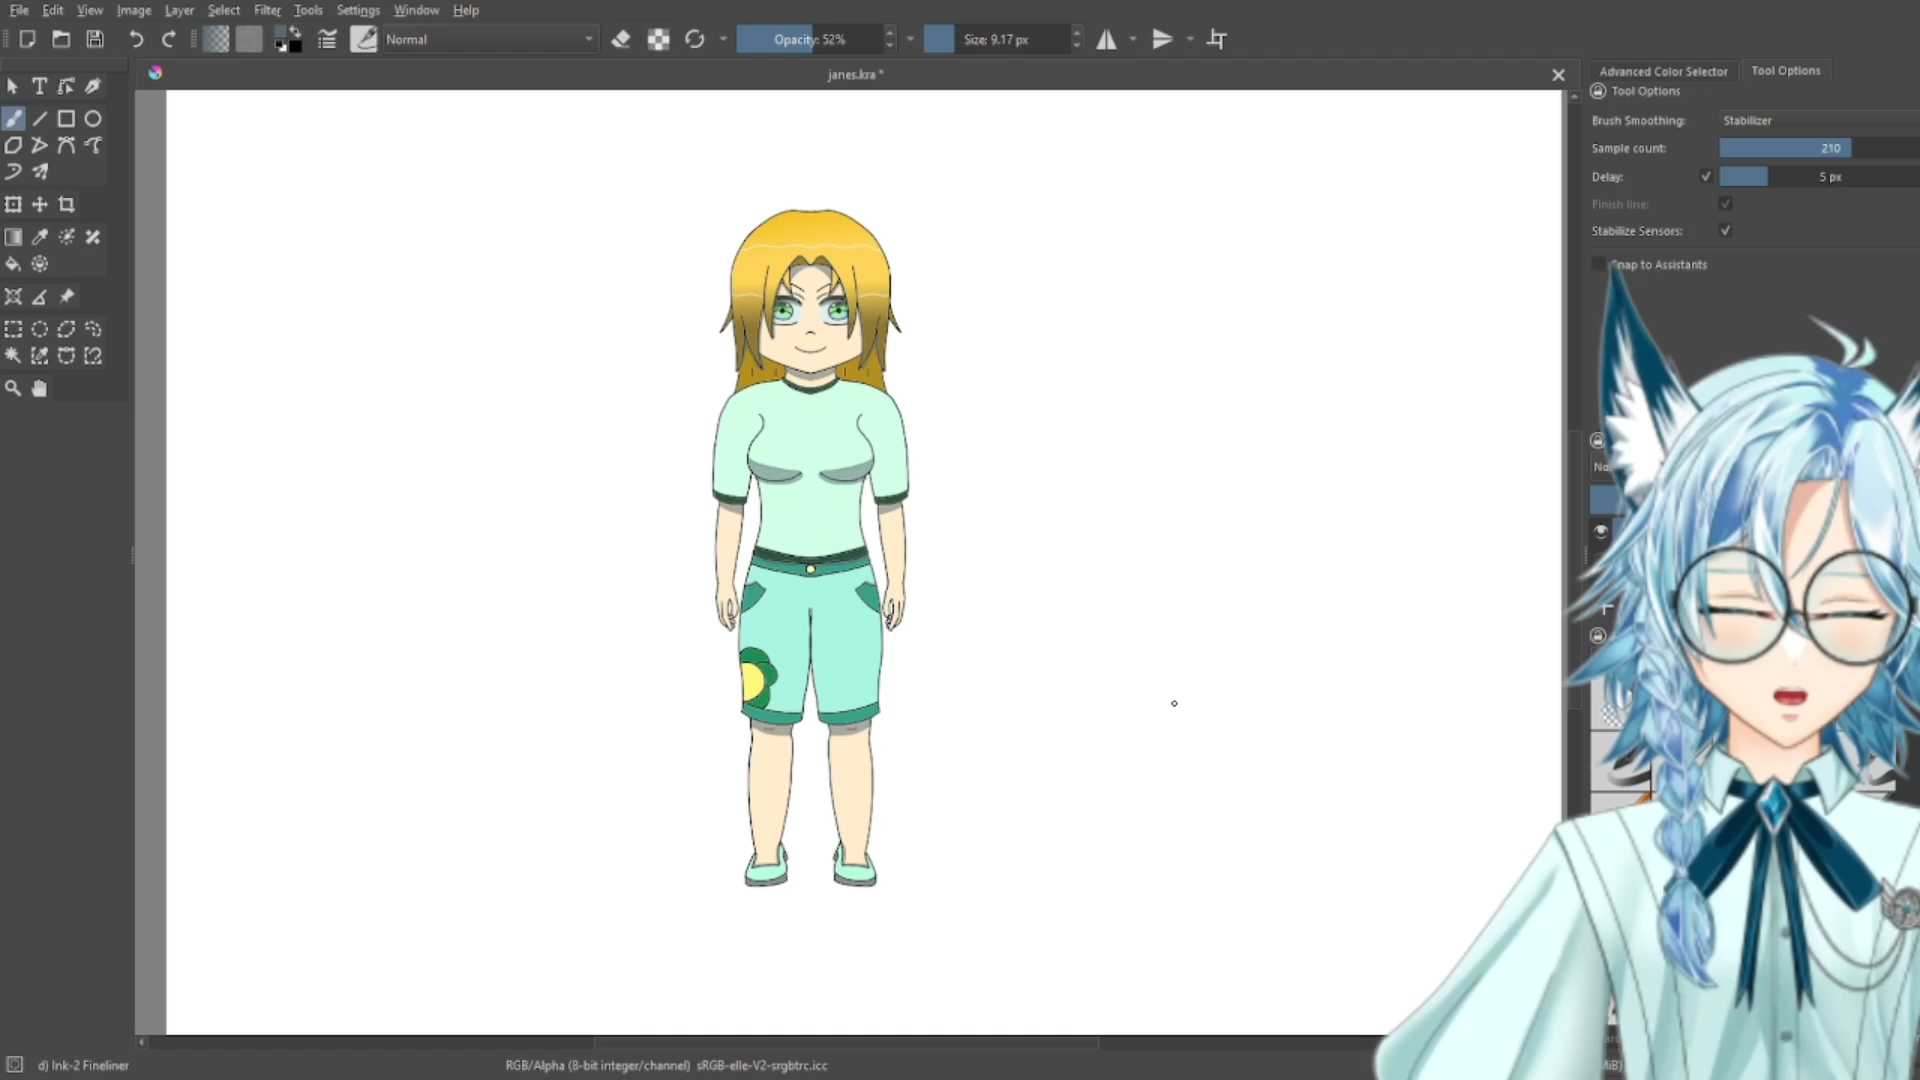 File Edit View Image Layer Select Filter Tools Settings Window Help
Normal
Opacity: 52%
Size: 9.17 px
janes.kra *
Advanced Color Selector
Tool Options
Tool Options
Brush Smoothing: Stabilizer
Sample count: 210
Delay: 5 px
Finish line:
Stabilize Sensors:
Snap to Assistants
d) Ink-2 Fineliner
RGB/Alpha (8-bit integer/channel) sRGB-elle-V2-srgbtrc.icc